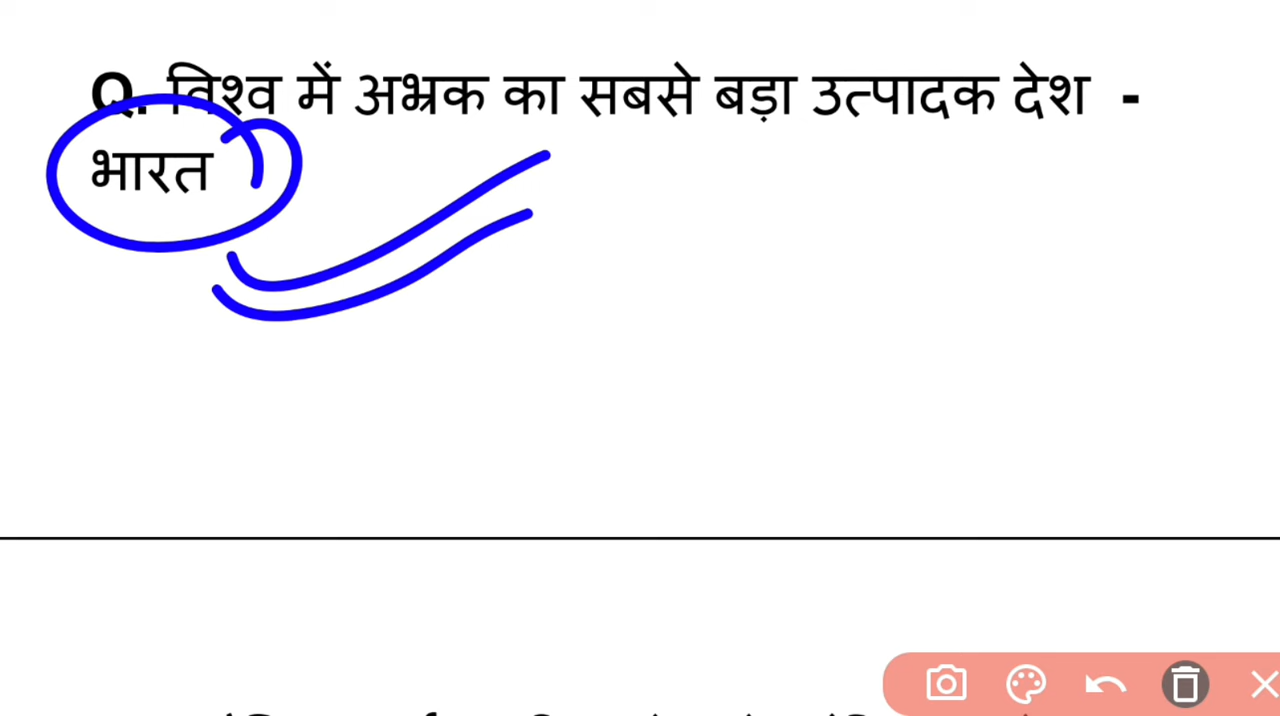 Q. विश्व में अभ्रक का सबसे बड़ा उत्पादक देश -
भारत